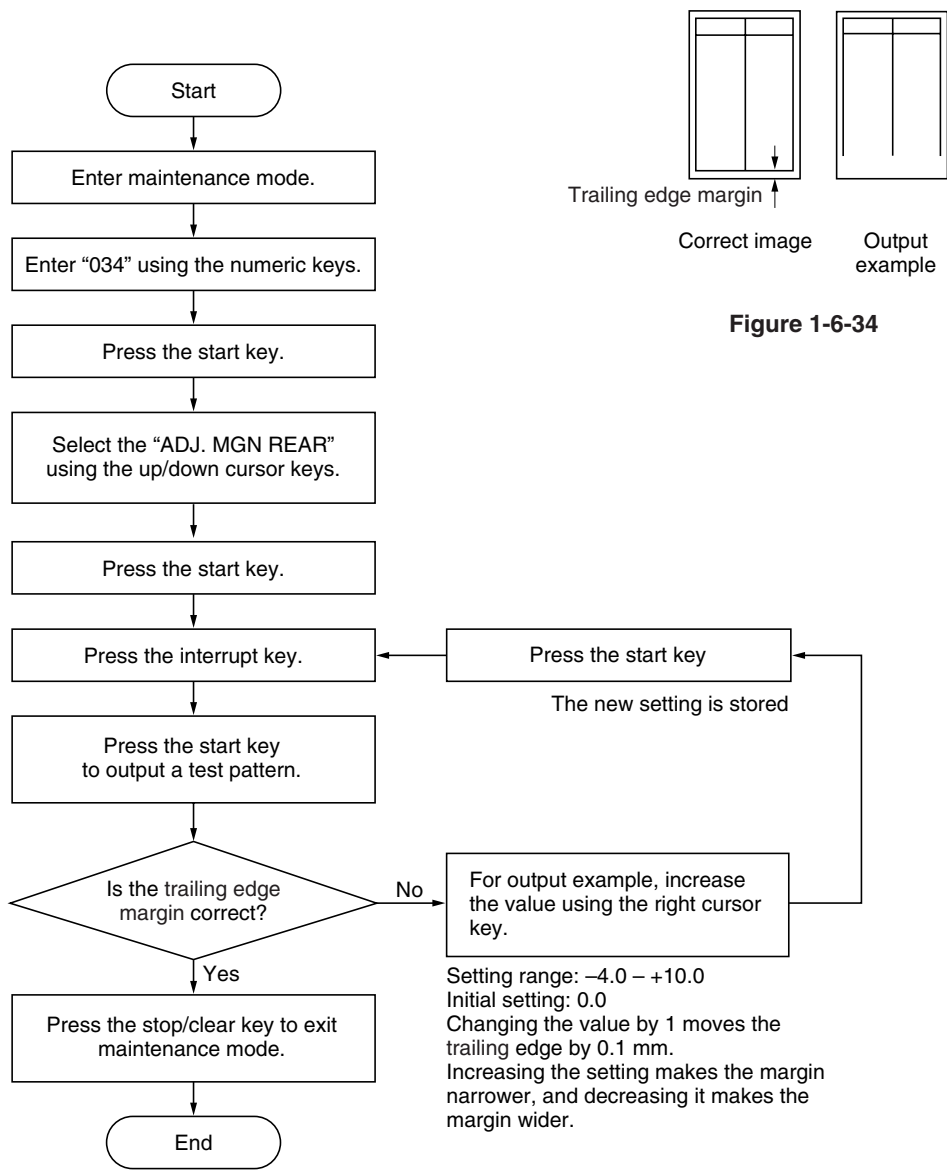 Start
Enter maintenance mode.
Enter “034” using the numeric keys.
Press the start key.
Select the “ADJ. MGN REAR”
using the up/down cursor keys.
Press the start key.
Press the interrupt key.
Press the start key
to output a test pattern.
Is the trailing edge
margin correct?
No
Yes
Press the stop/clear key to exit
maintenance mode.
End
Press the start key
The new setting is stored
For output example, increase
the value using the right cursor
key.
Setting range: –4.0 – +10.0
Initial setting: 0.0
Changing the value by 1 moves the
trailing edge by 0.1 mm.
Increasing the setting makes the margin
narrower, and decreasing it makes the
margin wider.
Trailing edge margin
Correct image
Output
example
Figure 1-6-34